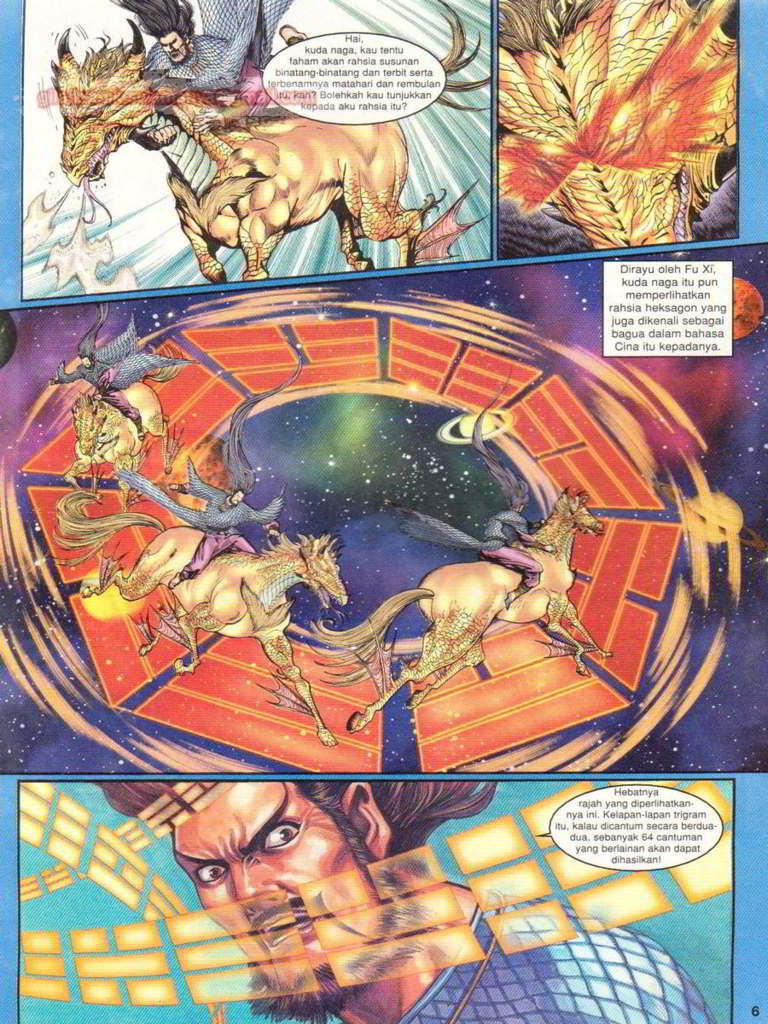 Hai,
kuda naga, kau tentu
faham akan rahsia susunan
binatang-binatang dan terbit serta
terbenamnya matahari dan rembulan
itu, kan? Bolehkah kau tunjukkan
kepada aku rahsia itu?
Dirayu oleh Fu Xi,
kuda naga itu pun
memperlihatkan
rahsia heksagon yang
juga dikenali sebagai
bagua dalam bahasa
Cina itu kepadanya.
Hebatnya
rajah yang diperlihatkan-
nya ini. Kelapan-lapan trigram
itu, kalau dicantum secara berdua-
dua, sebanyak 64 cantuman
yang berlainan akan dapat
dihasilkan!
6